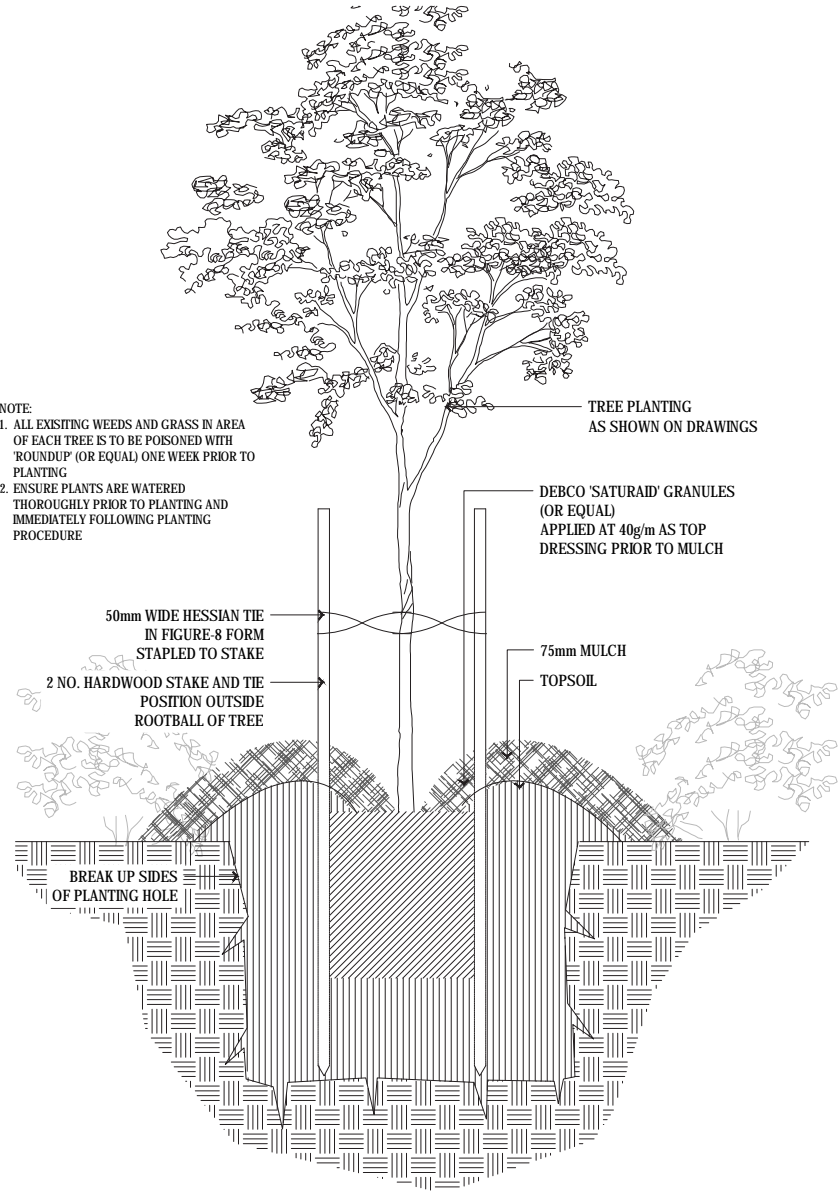 NOTE:
1. ALL EXISITING WEEDS AND GRASS IN AREA
OF EACH TREE IS TO BE POISONED WITH
'ROUNDUP' (OR EQUAL) ONE WEEK PRIOR TO
PLANTING
2. ENSURE PLANTS ARE WATERED
THOROUGHLY PRIOR TO PLANTING AND
IMMEDIATELY FOLLOWING PLANTING
PROCEDURE
TREE PLANTING
AS SHOWN ON DRAWINGS
DEBCO 'SATURAID' GRANULES
(OR EQUAL)
APPLIED AT 40g/m AS TOP
DRESSING PRIOR TO MULCH
50mm WIDE HESSIAN TIE
IN FIGURE-8 FORM
STAPLED TO STAKE
2 NO. HARDWOOD STAKE AND TIE
POSITION OUTSIDE
ROOTBALL OF TREE
75mm MULCH
TOPSOIL
BREAK UP SIDES
OF PLANTING HOLE